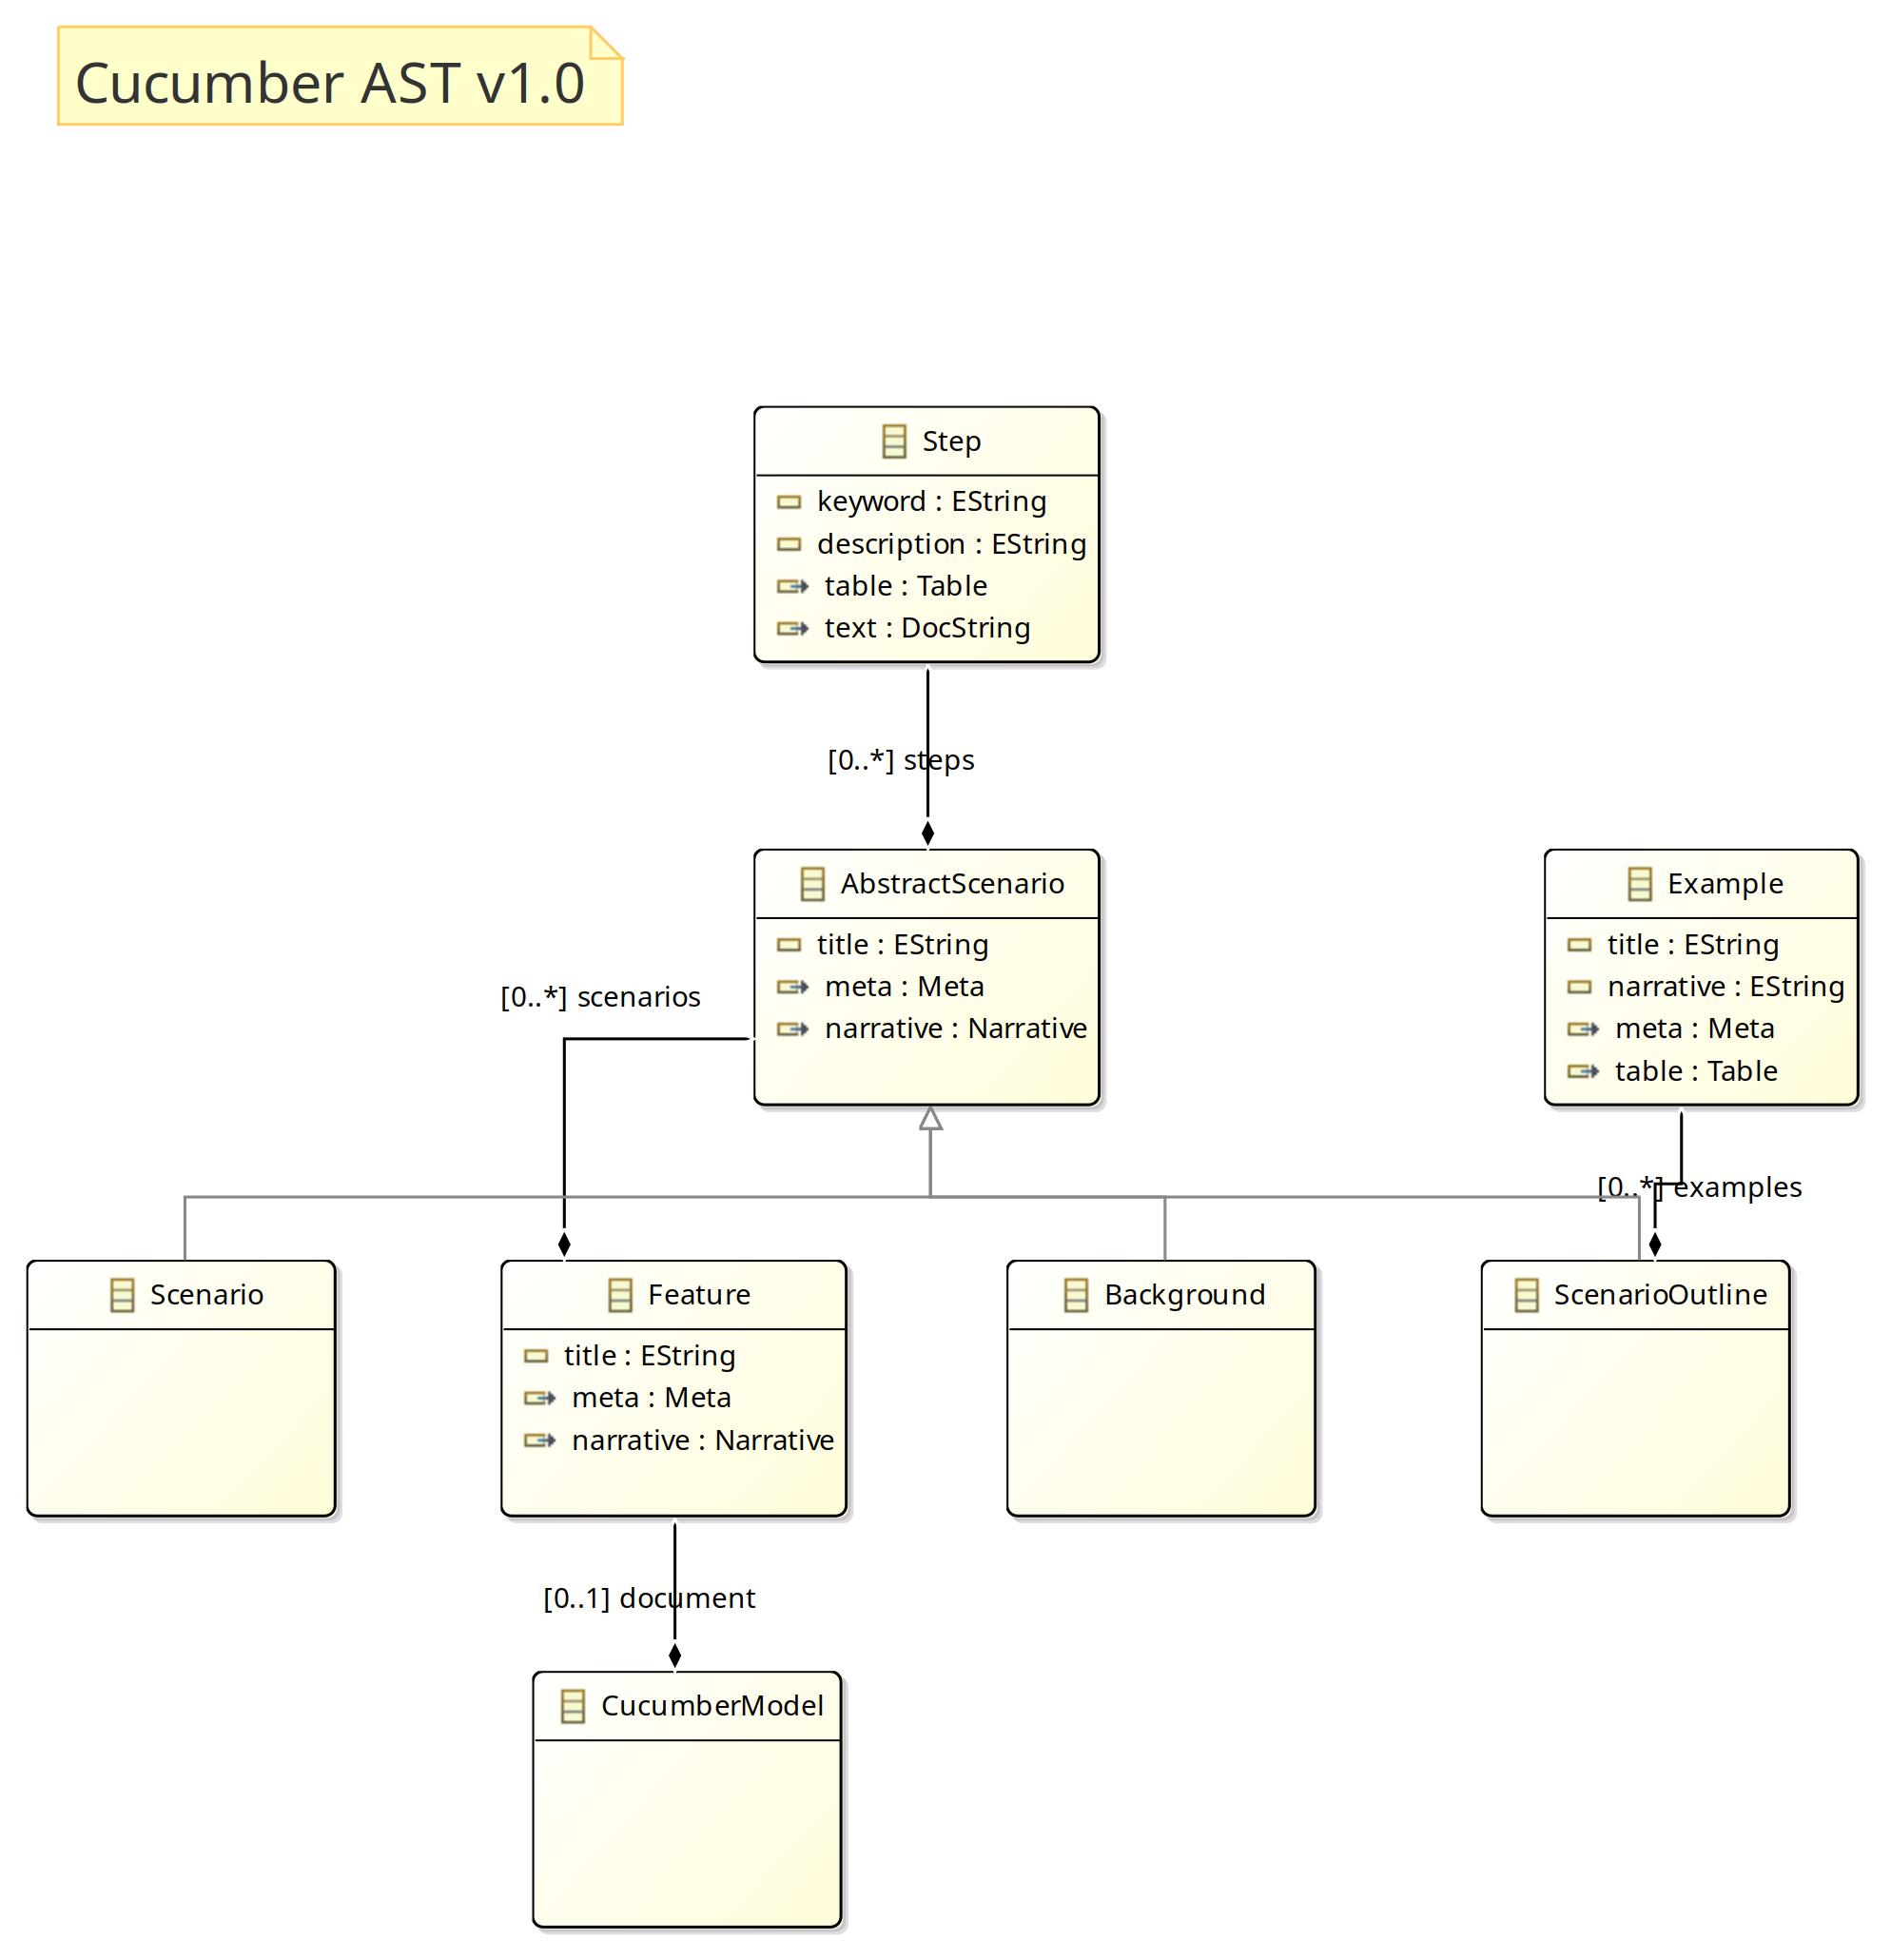 Cucumber AST v1.0
Step
keyword : EString
description : EString
table : Table
text : DocString
[0..*] steps
AbstractScenario
title : EString
meta : Meta
narrative : Narrative
Example
title : EString
narrative : EString
meta : Meta
table : Table
[0..*] scenarios
[0..*] examples
Scenario
Feature
title : EString
meta : Meta
narrative : Narrative
Background
ScenarioOutline
[0..1] document
CucumberModel